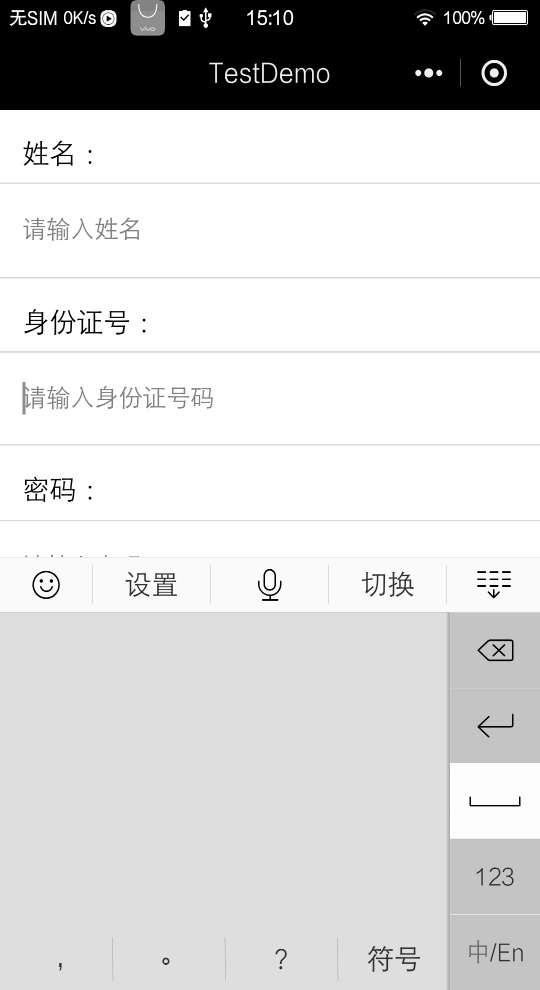 无SIM 0K/s vivo 15:10 100%
TestDemo
姓名：
请输入姓名
身份证号：
请输入身份证号码
密码：
设置 切换
123
中/En
， 。 ？ 符号